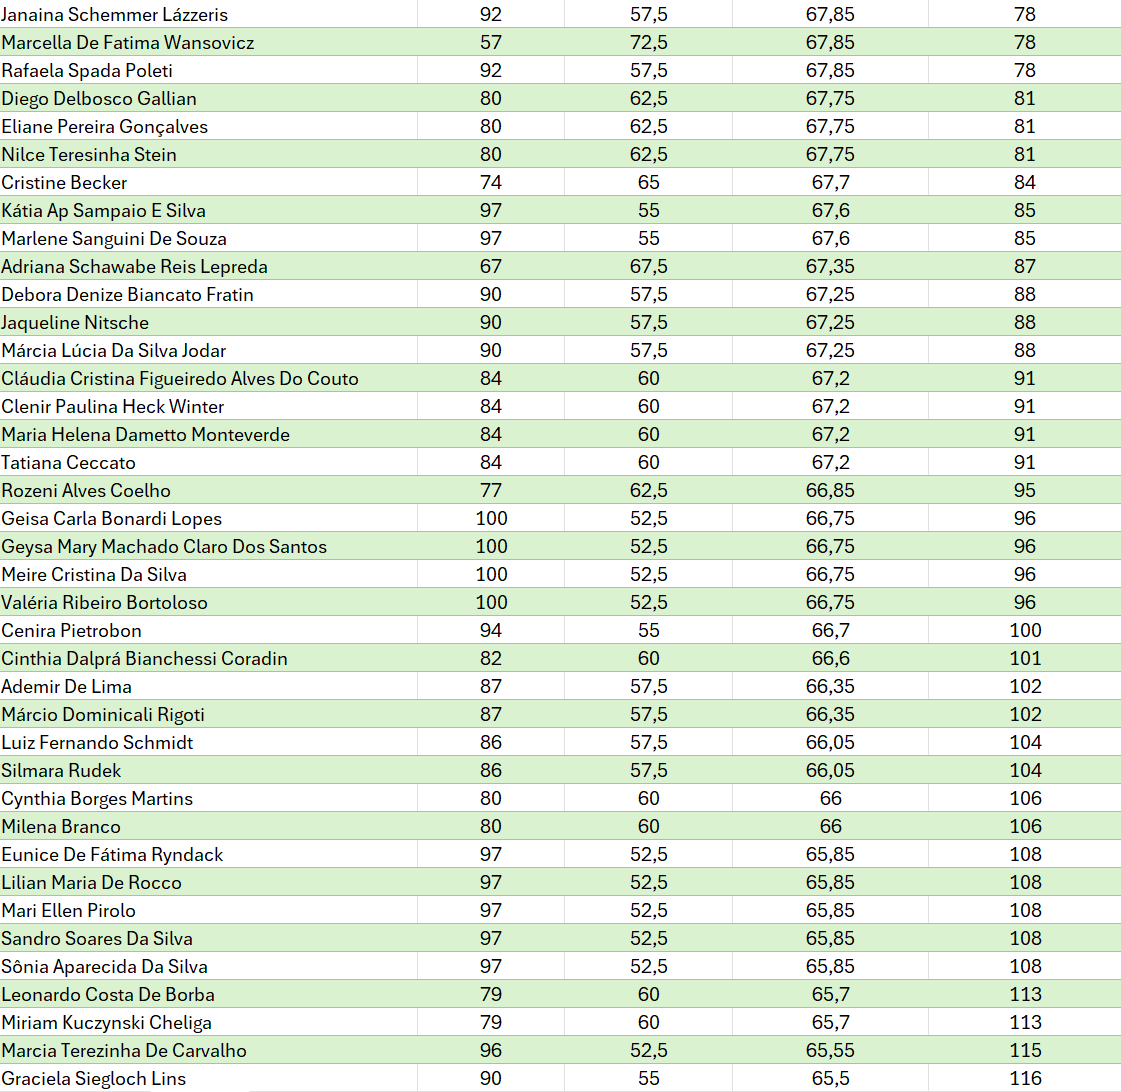 Janaina Schemmer Lázzeris 92 57,5 67,85 78
Marcella De Fatima Wansovicz 57 72,5 67,85 78
Rafaela Spada Poleti 92 57,5 67,85 78
Diego Delbosco Gallian 80 62,5 67,75 81
Eliane Pereira Gonçalves 80 62,5 67,75 81
Nilce Teresinha Stein 80 62,5 67,75 81
Cristine Becker 74 65 67,7 84
Kátia Ap Sampaio E Silva 97 55 67,6 85
Marlene Sanguini De Souza 97 55 67,6 85
Adriana Schawabe Reis Lepreda 67 67,5 67,35 87
Debora Denize Biancato Fratin 90 57,5 67,25 88
Jaqueline Nitsche 90 57,5 67,25 88
Márcia Lúcia Da Silva Jodar 90 57,5 67,25 88
Cláudia Cristina Figueiredo Alves Do Couto 84 60 67,2 91
Clenir Paulina Heck Winter 84 60 67,2 91
Maria Helena Dametto Monteverde 84 60 67,2 91
Tatiana Ceccato 84 60 67,2 91
Rozeni Alves Coelho 77 62,5 66,85 95
Geisa Carla Bonardi Lopes 100 52,5 66,75 96
Geysa Mary Machado Claro Dos Santos 100 52,5 66,75 96
Meire Cristina Da Silva 100 52,5 66,75 96
Valéria Ribeiro Bortoloso 100 52,5 66,75 96
Cenira Pietrobon 94 55 66,7 100
Cinthia Dalprá Bianchessi Coradin 82 60 66,6 101
Ademir De Lima 87 57,5 66,35 102
Márcio Dominicali Rigoti 87 57,5 66,35 102
Luiz Fernando Schmidt 86 57,5 66,05 104
Silmara Rudek 86 57,5 66,05 104
Cynthia Borges Martins 80 60 66 106
Milena Branco 80 60 66 106
Eunice De Fátima Ryndack 97 52,5 65,85 108
Lilian Maria De Rocco 97 52,5 65,85 108
Mari Ellen Pirolo 97 52,5 65,85 108
Sandro Soares Da Silva 97 52,5 65,85 108
Sônia Aparecida Da Silva 97 52,5 65,85 108
Leonardo Costa De Borba 79 60 65,7 113
Miriam Kuczynski Cheliga 79 60 65,7 113
Marcia Terezinha De Carvalho 96 52,5 65,55 115
Graciela Siegloch Lins 90 55 65,5 116